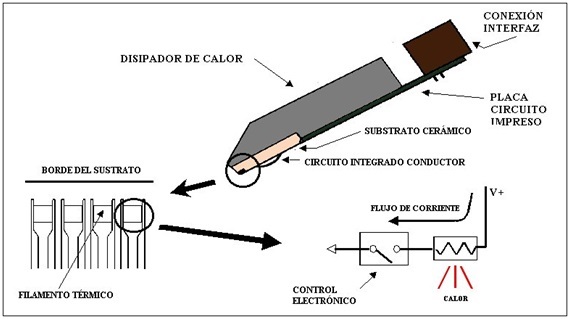 CONEXIÓN
INTERFAZ
DISIPADOR DE CALOR
PLACA
CIRCUITO
IMPRESO
SUBSTRATO CERÁMICO
CIRCUITO INTEGRADO CONDUCTOR
BORDE DEL SUSTRATO
V+
FLUJO DE CORRIENTE
FILAMENTO TÉRMICO
CONTROL
ELECTRÓNICO
CALOR